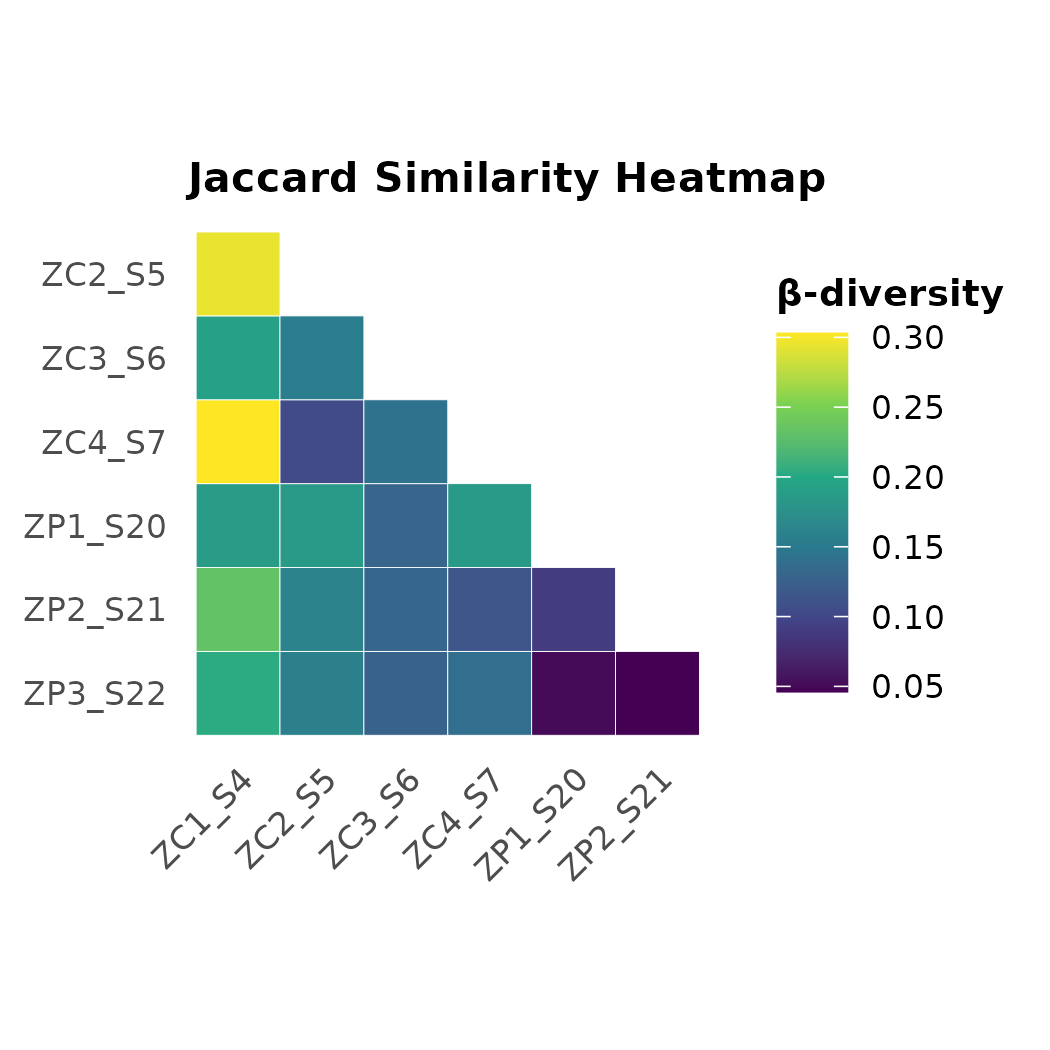 Jaccard Similarity Heatmap
ZC2_S5
ZC3_S6
ZC4_S7
ZP1_S20
ZP2_S21
ZP3_S22
ZC1_S4
ZC2_S5
ZC3_S6
ZC4_S7
ZP1_S20
ZP2_S21
β-diversity
0.30
0.25
0.20
0.15
0.10
0.05